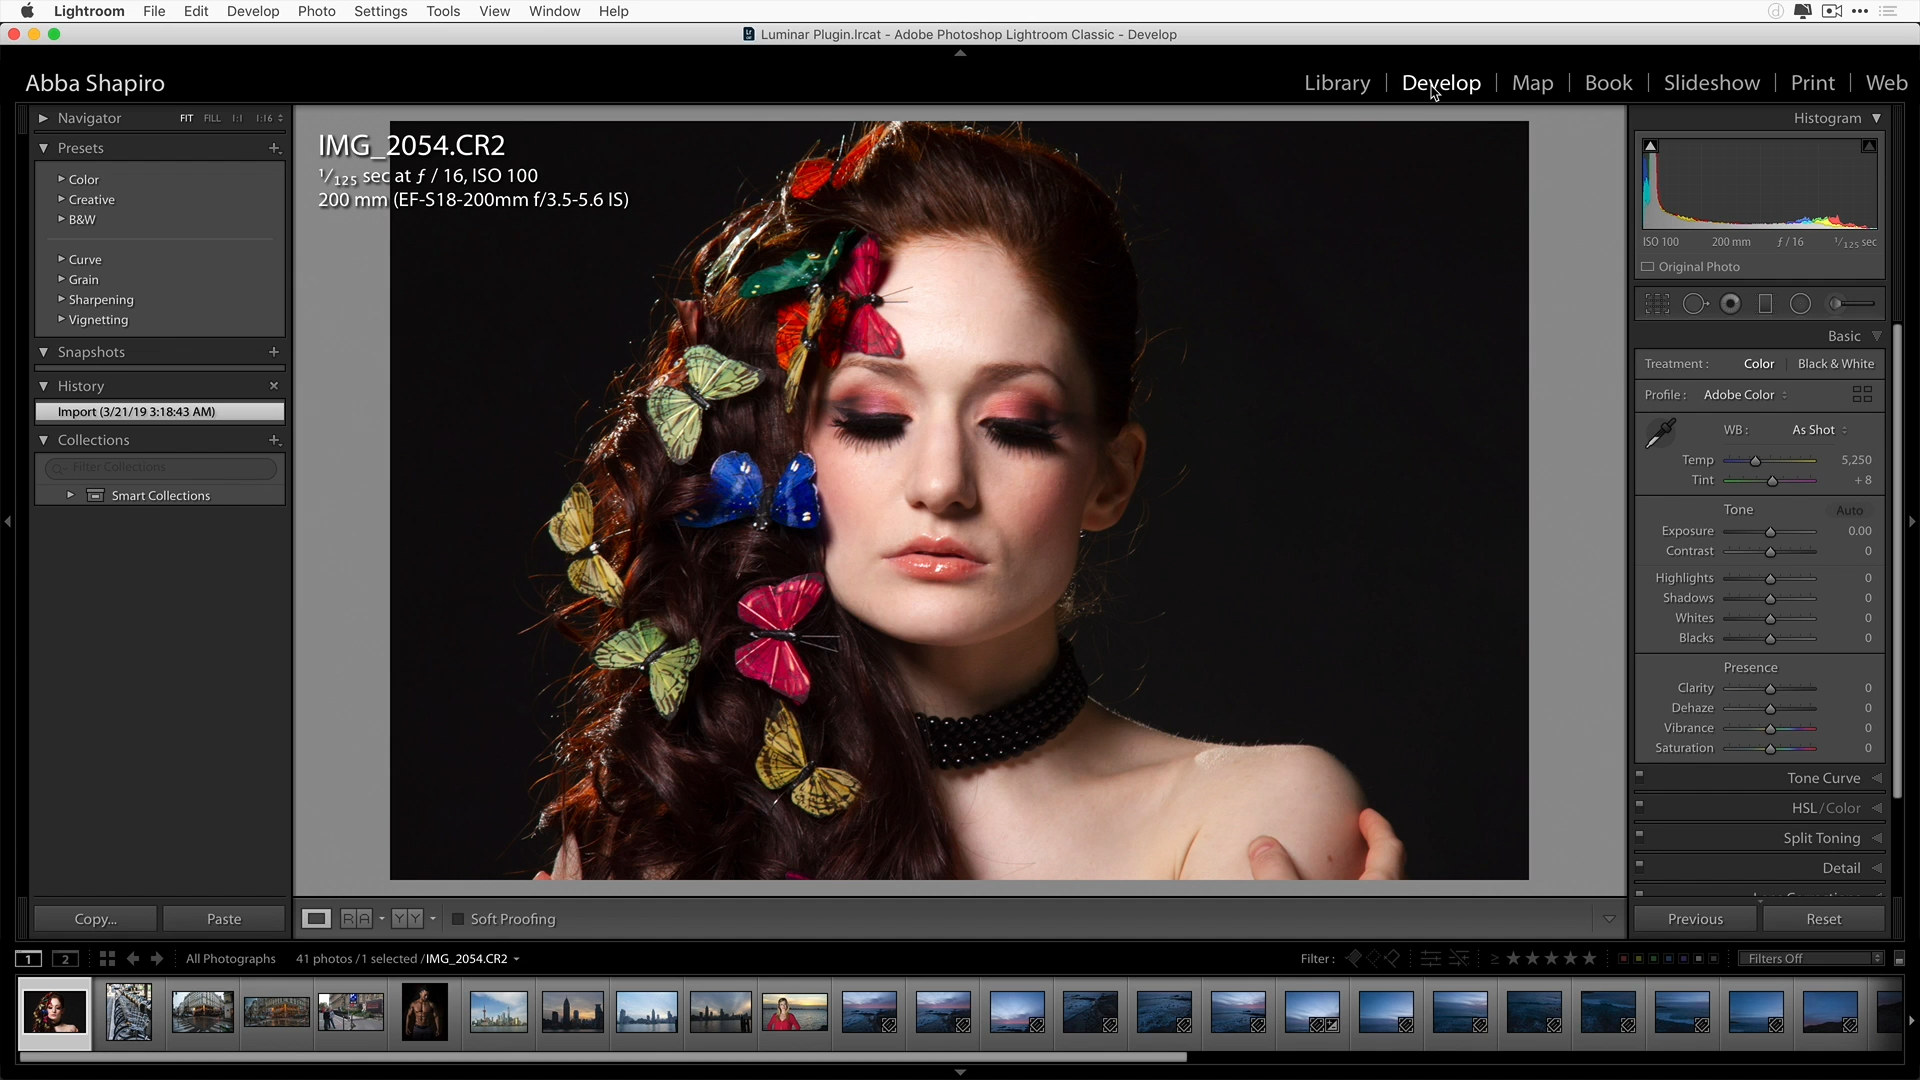 Lightroom File Edit Develop Photo Settings Tools View Window Help
Luminar Plugin.lrcat - Adobe Photoshop Lightroom Classic - Develop
Abba Shapiro
Library | Develop | Map | Book | Slideshow | Print | Web
Navigator FIT FILL 1:1 1:16
Presets
Color
Creative
B&W
Curve
Grain
Sharpening
Vignetting
Snapshots
History
Import (3/21/19 3:18:43 AM)
Collections
Filter Collections
Smart Collections
Copy... Paste
IMG_2054.CR2
1/125 sec at ƒ / 16, ISO 100
200 mm (EF-S18-200mm f/3.5-5.6 IS)
Soft Proofing
Histogram
ISO 100 200 mm ƒ / 16 1/125 sec
Original Photo
Basic
Treatment : Color | Black & White
Profile : Adobe Color
WB : As Shot
Temp 5,250
Tint + 8
Tone Auto
Exposure 0.00
Contrast 0
Highlights 0
Shadows 0
Whites 0
Blacks 0
Presence
Clarity 0
Dehaze 0
Vibrance 0
Saturation 0
Tone Curve
HSL / Color
Split Toning
Detail
Previous Reset
1 2 All Photographs 41 photos / 1 selected / IMG_2054.CR2 Filter : ≥ ★★★★★ Filters Off